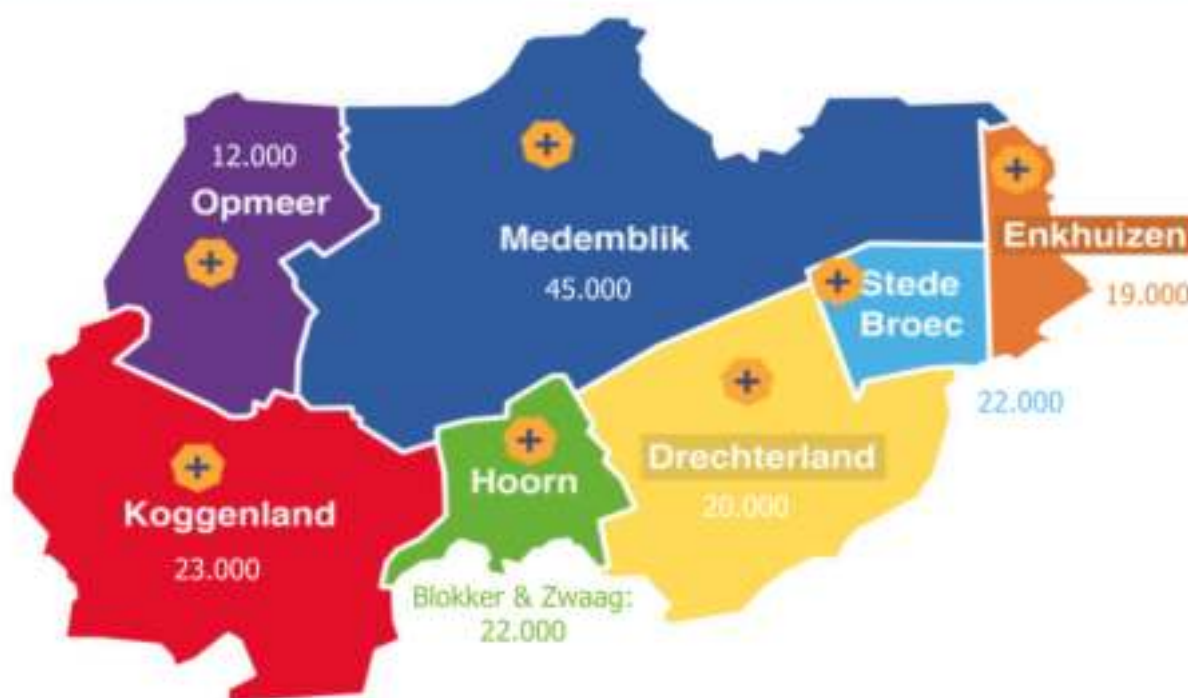 12.000
Opmeer
Medemblik
45.000
Enkhuizen
19.000
Stede
Broec
22.000
Drechterland
20.000
Hoorn
Blokker & Zwaag:
22.000
Koggenland
23.000